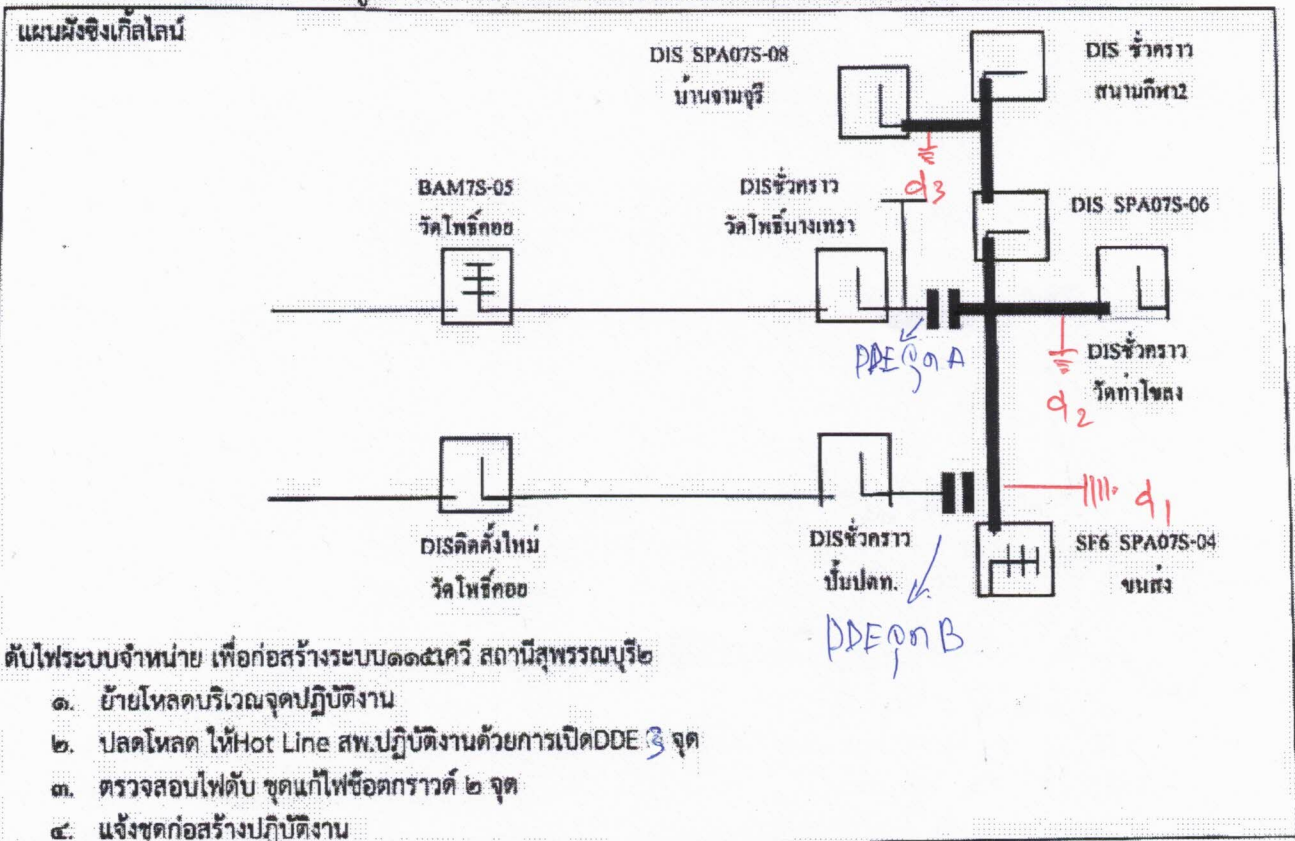 แผนผังซิงเกิ้ลไลน์
DIS SPA07S-08
บ้านจามจุรี
DIS ชั่วคราว
สนามกีฬา2
d3
BAM7S-05
วัดโพธิ์คอย
DISชั่วคราว
วัดโพธิ์นางเทรา
DIS SPA07S-06
DDE จุด A
DISชั่วคราว
วัดท่าโขลง
d2
d1
DISติดตั้งใหม่
วัดโพธิ์คอย
DISชั่วคราว
ปั๊มปตท.
SF6 SPA07S-04
ขนส่ง
DDE จุด B
ดับไฟระบบจำหน่าย เพื่อก่อสร้างระบบ๑๑๕เควี สถานีสุพรรณบุรี๒
๑. ย้ายโหลดบริเวณจุดปฏิบัติงาน
๒. ปลดโหลด ให้Hot Line สพ.ปฏิบัติงานด้วยการเปิดDDE จุด
๓. ตรวจสอบไฟดับ ชุดแก้ไฟช๊อตกราวด์ ๒ จุด
๔. แจ้งชุดก่อสร้างปฏิบัติงาน